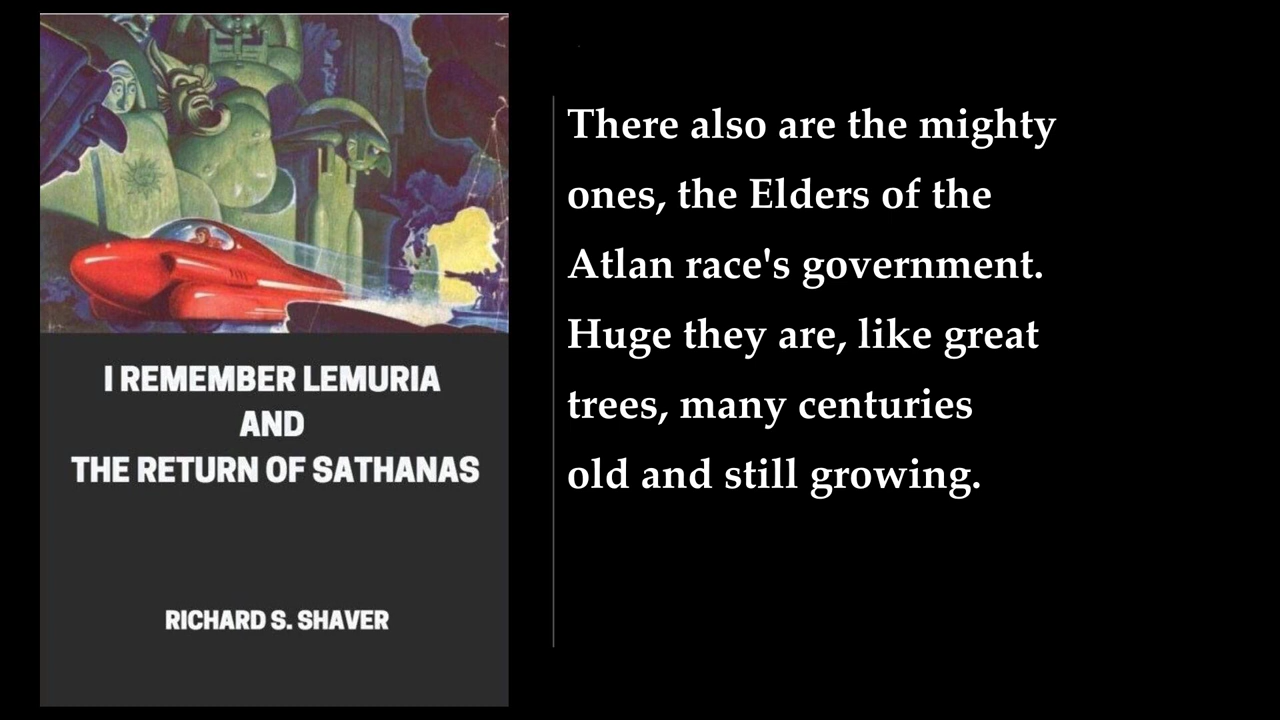 I REMEMBER LEMURIA
AND
THE RETURN OF SATHANAS
RICHARD S. SHAVER
There also are the mighty
ones, the Elders of the
Atlan race's government.
Huge they are, like great
trees, many centuries
old and still growing.